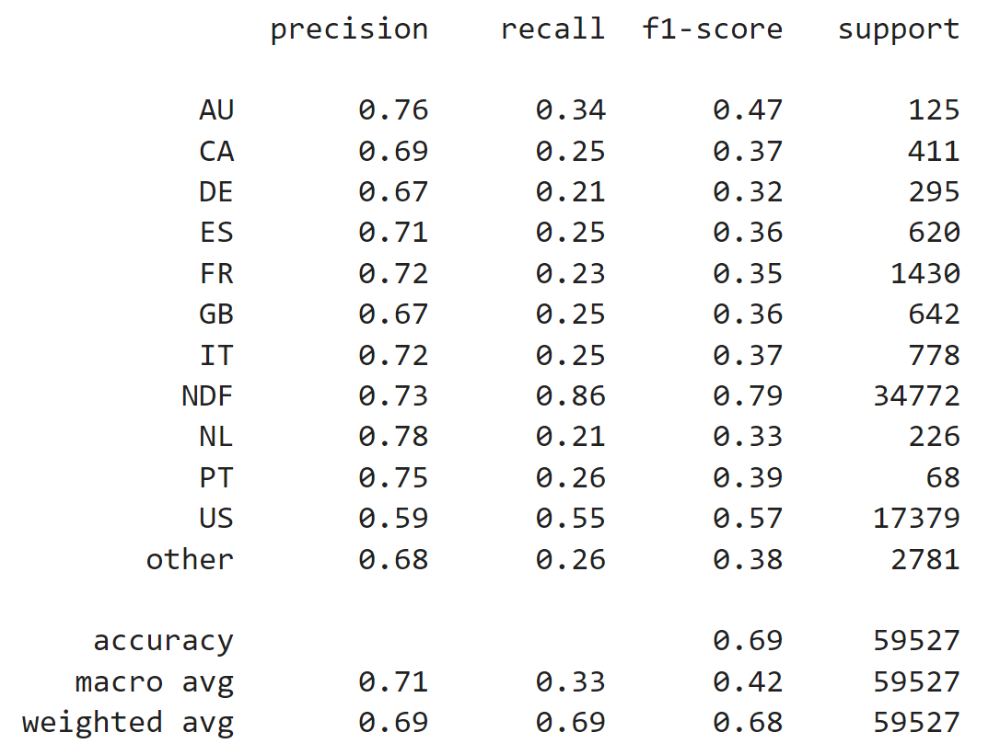 precision recall f1-score support
AU 0.76 0.34 0.47 125
CA 0.69 0.25 0.37 411
DE 0.67 0.21 0.32 295
ES 0.71 0.25 0.36 620
FR 0.72 0.23 0.35 1430
GB 0.67 0.25 0.36 642
IT 0.72 0.25 0.37 778
NDF 0.73 0.86 0.79 34772
NL 0.78 0.21 0.33 226
PT 0.75 0.26 0.39 68
US 0.59 0.55 0.57 17379
other 0.68 0.26 0.38 2781
accuracy 0.69 59527
macro avg 0.71 0.33 0.42 59527
weighted avg 0.69 0.69 0.68 59527